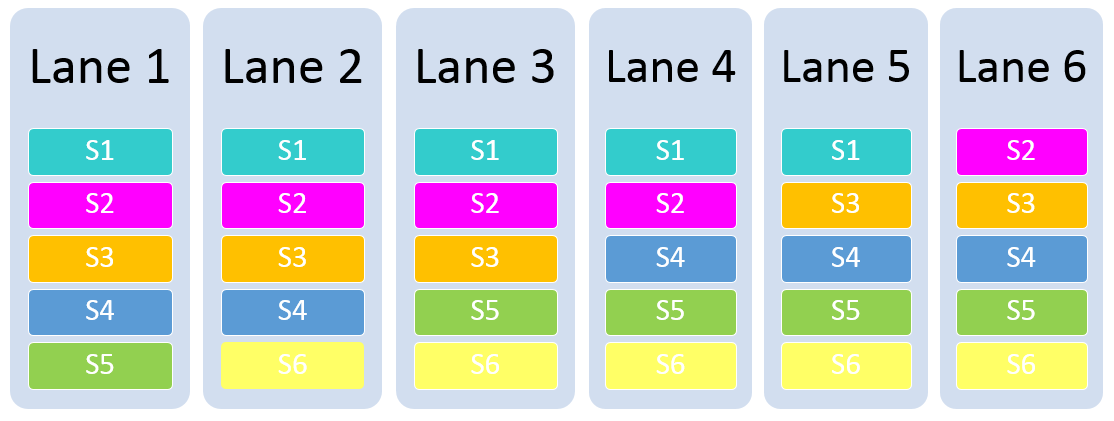 Lane 1
S1
S2
S3
S4
S5
Lane 2
S1
S2
S3
S4
S6
Lane 3
S1
S2
S3
S5
S6
Lane 4
S1
S2
S4
S5
S6
Lane 5
S1
S3
S4
S5
S6
Lane 6
S2
S3
S4
S5
S6